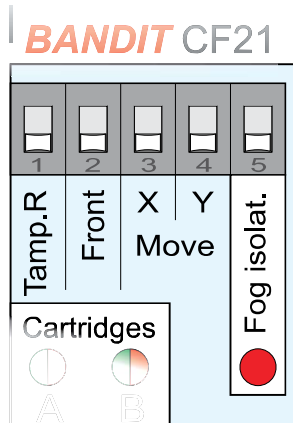 BANDIT CF21
1 2 3 4 5
Tamp.R
Front
X Y
Move
Fog isolat.
Cartridges
A B